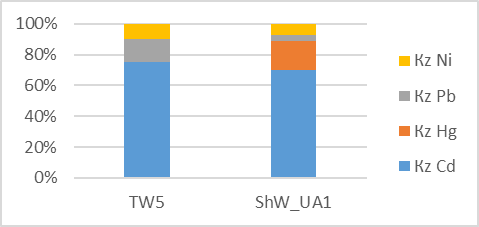 100%
80%
60%
40%
20%
0%
TW5
ShW_UA1
Kz Ni
Kz Pb
Kz Hg
Kz Cd